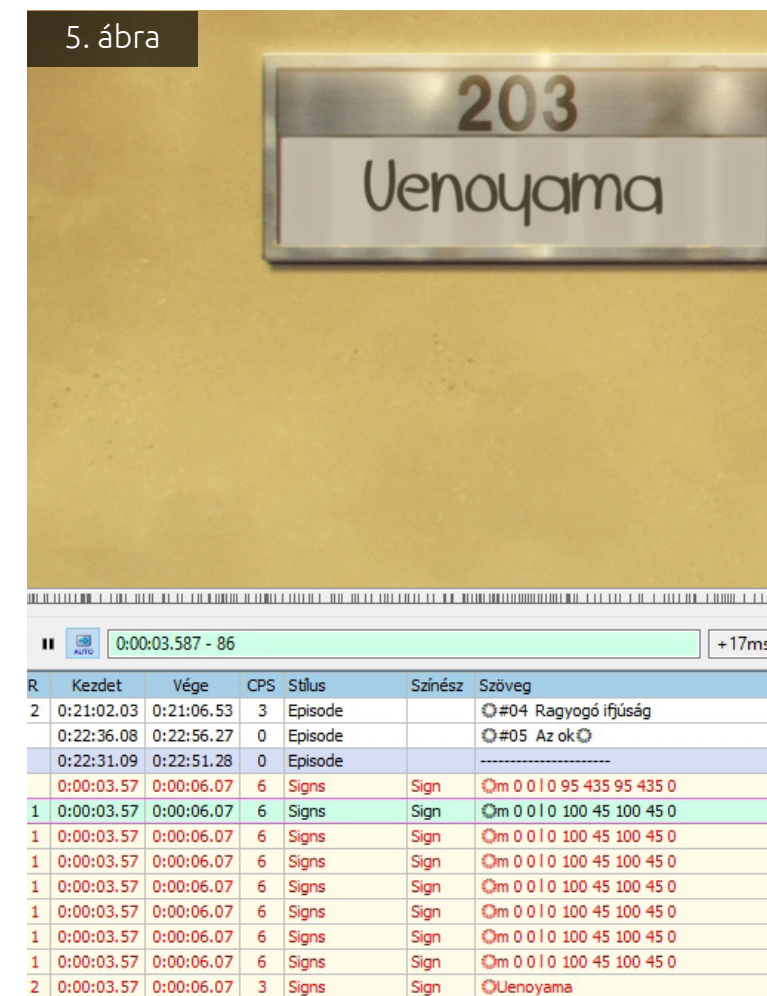 5. ábra
203
Uenoyama
AUTO 0:00:03.587 - 86 +17ms
R Kezdet Vége CPS Stílus Színész Szöveg
2 0:21:02.03 0:21:06.53 3 Episode #04 Ragyogó ifjúság
0:22:36.08 0:22:56.27 0 Episode #05 Az ok
0:22:31.09 0:22:51.28 0 Episode ----------------------
0:00:03.57 0:00:06.07 6 Signs Sign m 0 0 l 0 95 435 95 435 0
1 0:00:03.57 0:00:06.07 6 Signs Sign m 0 0 l 0 100 45 100 45 0
1 0:00:03.57 0:00:06.07 6 Signs Sign m 0 0 l 0 100 45 100 45 0
1 0:00:03.57 0:00:06.07 6 Signs Sign m 0 0 l 0 100 45 100 45 0
1 0:00:03.57 0:00:06.07 6 Signs Sign m 0 0 l 0 100 45 100 45 0
1 0:00:03.57 0:00:06.07 6 Signs Sign m 0 0 l 0 100 45 100 45 0
1 0:00:03.57 0:00:06.07 6 Signs Sign m 0 0 l 0 100 45 100 45 0
1 0:00:03.57 0:00:06.07 6 Signs Sign m 0 0 l 0 100 45 100 45 0
2 0:00:03.57 0:00:06.07 3 Signs Sign Uenoyama